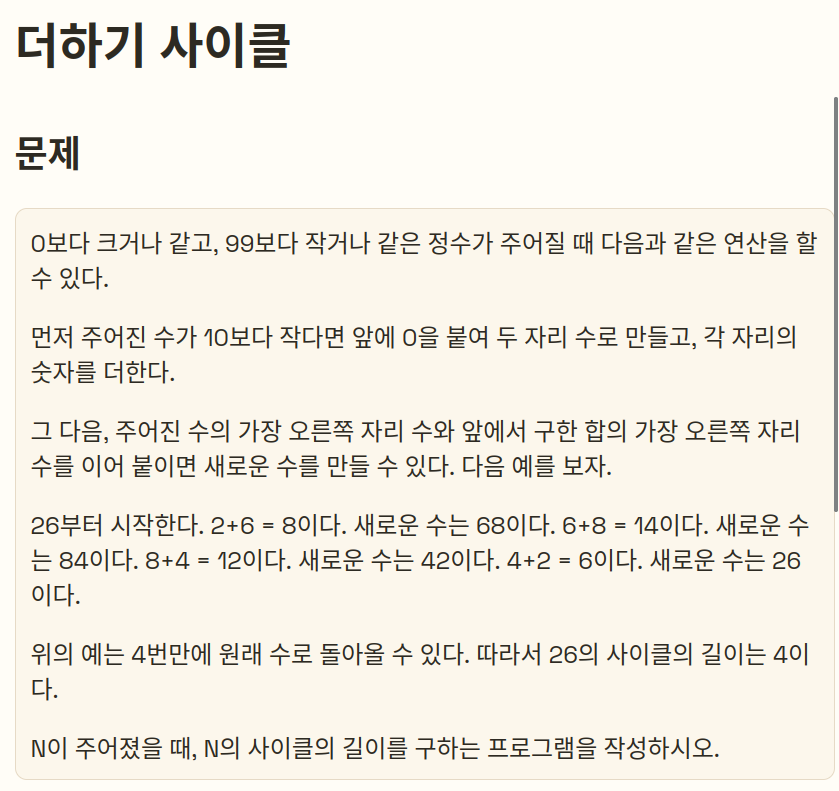 더하기 사이클
문제
0보다 크거나 같고, 99보다 작거나 같은 정수가 주어질 때 다음과 같은 연산을 할
수 있다.
먼저 주어진 수가 10보다 작다면 앞에 0을 붙여 두 자리 수로 만들고, 각 자리의
숫자를 더한다.
그 다음, 주어진 수의 가장 오른쪽 자리 수와 앞에서 구한 합의 가장 오른쪽 자리
수를 이어 붙이면 새로운 수를 만들 수 있다. 다음 예를 보자.
26부터 시작한다. 2+6 = 8이다. 새로운 수는 68이다. 6+8 = 14이다. 새로운 수
는 84이다. 8+4 = 12이다. 새로운 수는 42이다. 4+2 = 6이다. 새로운 수는 26
이다.
위의 예는 4번만에 원래 수로 돌아올 수 있다. 따라서 26의 사이클의 길이는 4이
다.
N이 주어졌을 때, N의 사이클의 길이를 구하는 프로그램을 작성하시오.